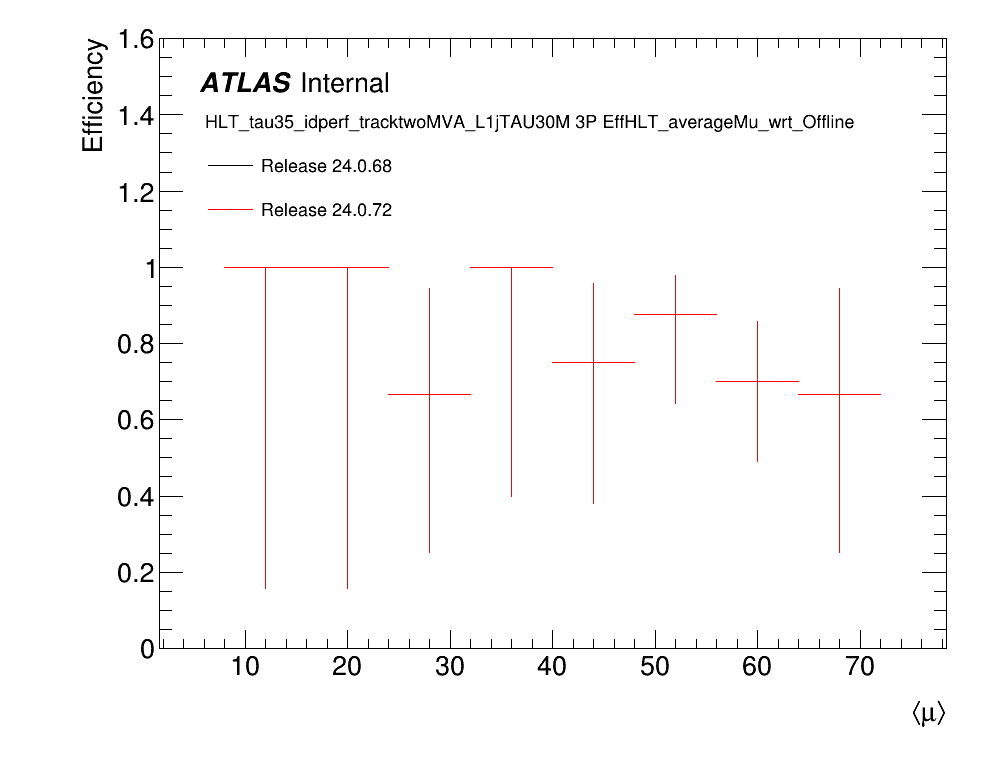 Efficiency
1.6
1.4
1.2
1
0.8
0.6
0.4
0.2
0
ATLAS Internal
HLT_tau35_idperf_tracktwoMVA_L1jTAU30M 3P EffHLT_averageMu_wrt_Offline
Release 24.0.68
Release 24.0.72
10 20 30 40 50 60 70
⟨μ⟩